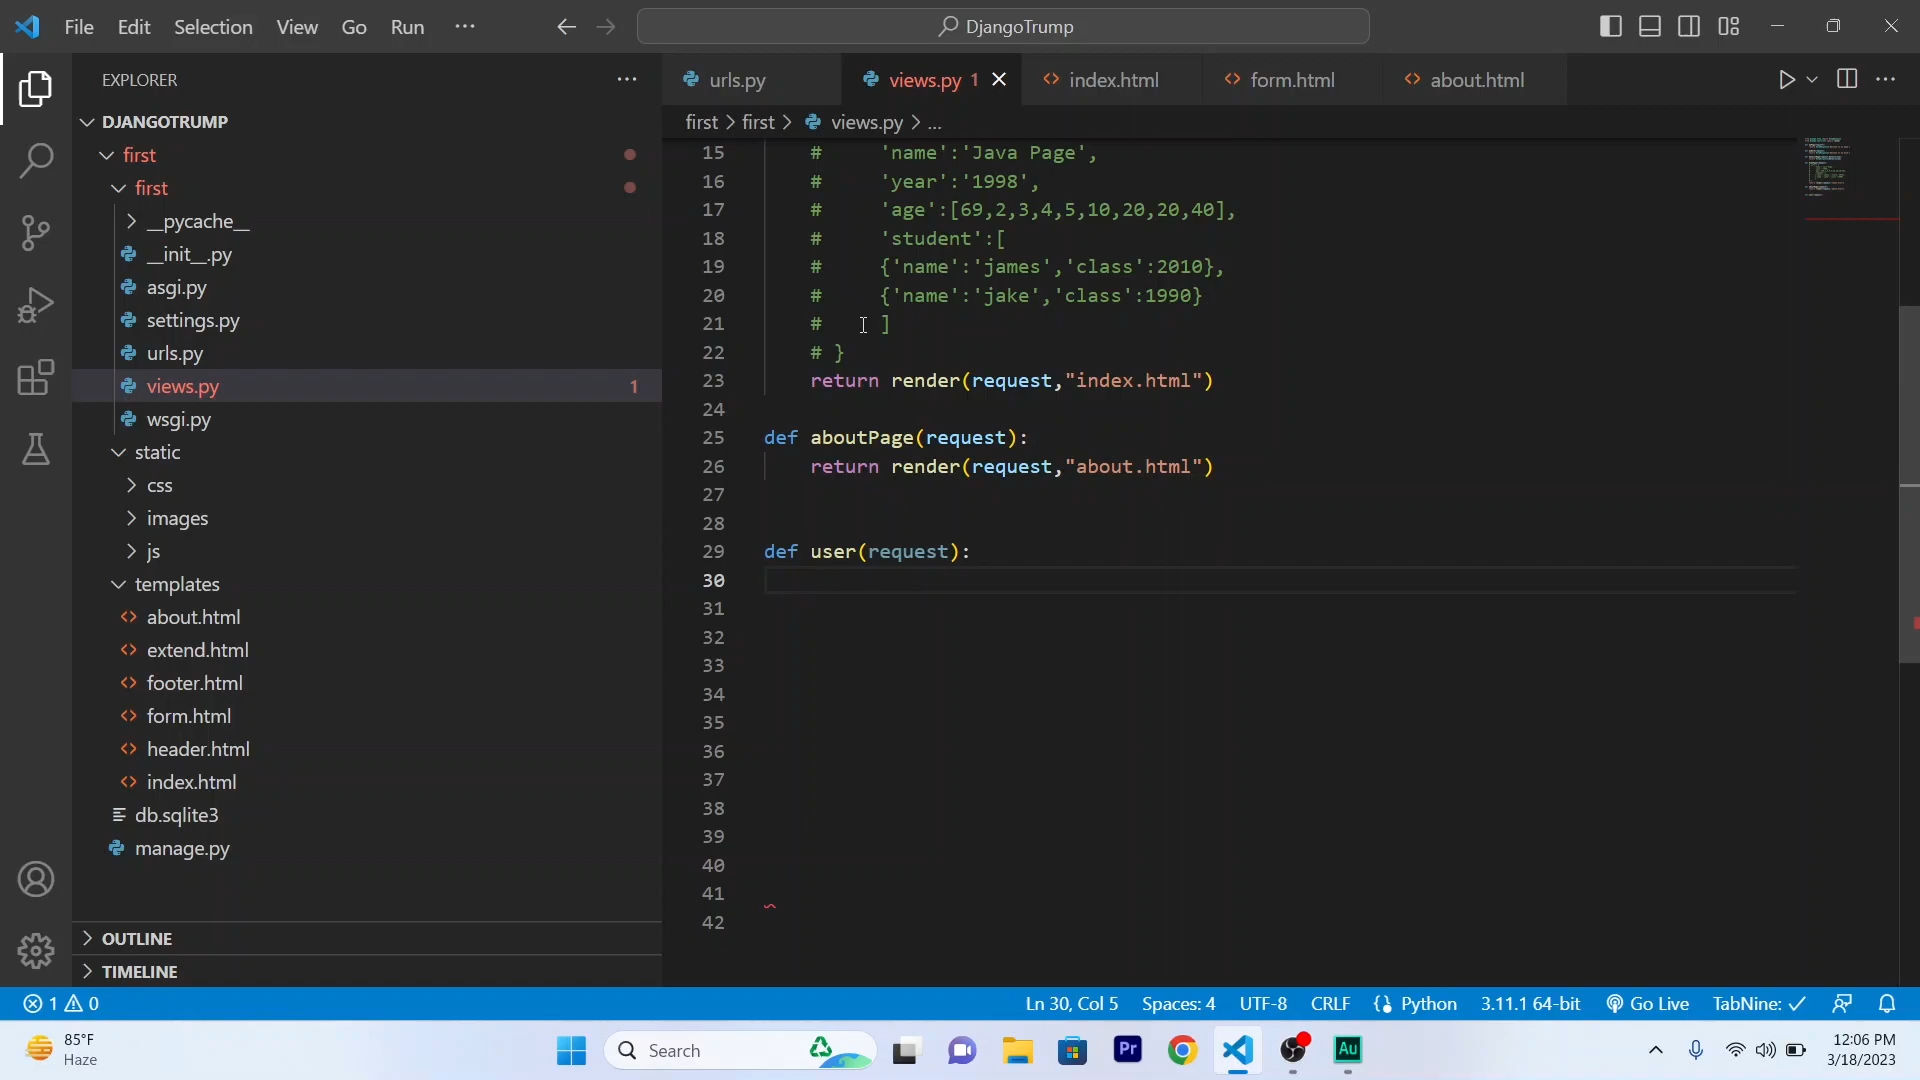 File Edit Selection View Go Run ··· DjangoTrump
EXPLORER ···
urls.py views.py 1 index.html form.html about.html ···
DJANGOTRUMP
first > first > views.py > ...
first
first
__pycache__
__init__.py
asgi.py
settings.py
urls.py
views.py 1
wsgi.py
static
css
images
js
templates
about.html
extend.html
footer.html
form.html
header.html
index.html
db.sqlite3
manage.py
OUTLINE
TIMELINE
15 # 'name':'Java Page',
16 # 'year':'1998',
17 # 'age':[69,2,3,4,5,10,20,20,40],
18 # 'student':[
19 # {'name':'james','class':2010},
20 # {'name':'jake','class':1990}
21 # ]
22 # }
23 return render(request,"index.html")
24
25 def aboutPage(request):
26 return render(request,"about.html")
27
28
29 def user(request):
30
31
32
33
34
35
36
37
38
39
40
41
42
1 0 Ln 30, Col 5 Spaces: 4 UTF-8 CRLF Python 3.11.1 64-bit Go Live TabNine: ✓
85°F
Haze
Search
Pr
Au
12:06 PM
3/18/2023